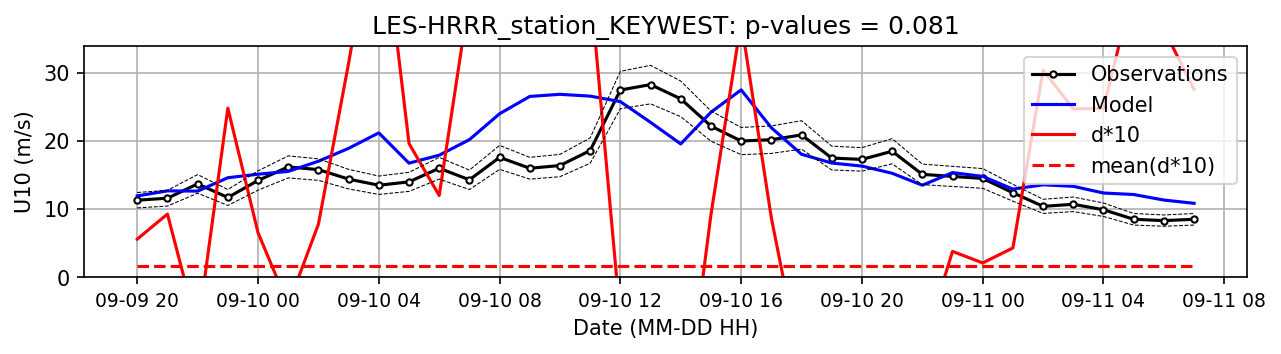 LES-HRRR_station_KEYWEST: p-values = 0.081
U10 (m/s)
30
20
10
0
Observations
Model
d*10
mean(d*10)
09-09 20 09-10 00 09-10 04 09-10 08 09-10 12 09-10 16 09-10 20 09-11 00 09-11 04 09-11 08
Date (MM-DD HH)